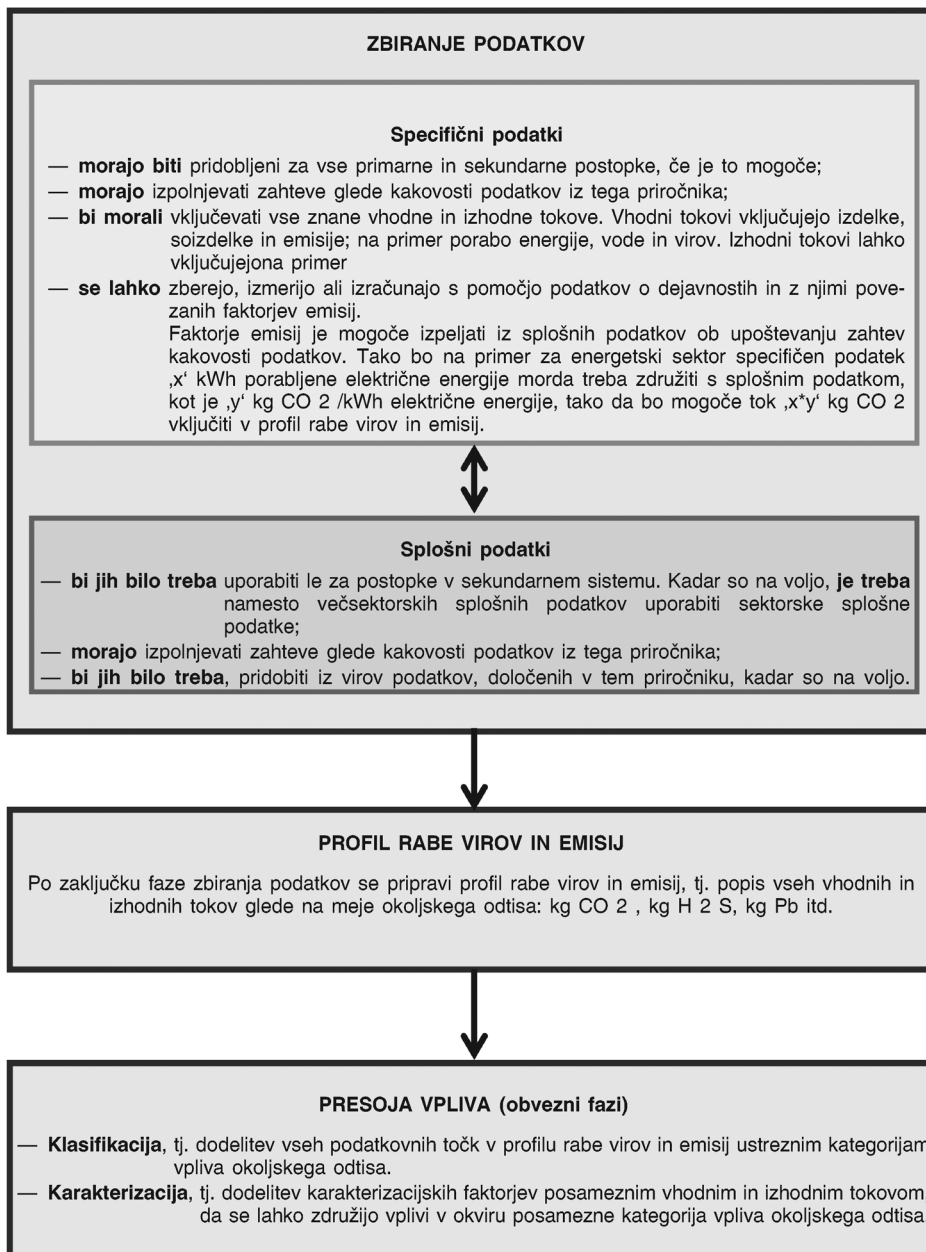 ZBIRANJE PODATKOV
Specifični podatki
— morajo biti pridobljeni za vse primarne in sekundarne postopke, če je to mogoče;
— morajo izpolnjevati zahteve glede kakovosti podatkov iz tega priročnika;
— bi morali vključevati vse znane vhodne in izhodne tokove. Vhodni tokovi vključujejo izdelke,
soizdelke in emisije; na primer porabo energije, vode in virov. Izhodni tokovi lahko
vključujejona primer
— se lahko zberejo, izmerijo ali izračunajo s pomočjo podatkov o dejavnostih in z njimi pove-
zanih faktorjev emisij.
Faktorje emisij je mogoče izpeljati iz splošnih podatkov ob upoštevanju zahtev
kakovosti podatkov. Tako bo na primer za energetski sektor specifičen podatek
‚x‘ kWh porabljene električne energije morda treba združiti s splošnim podatkom,
kot je ‚y‘ kg CO 2 /kWh električne energije, tako da bo mogoče tok ‚x*y‘ kg CO 2
vključiti v profil rabe virov in emisij.
Splošni podatki
— bi jih bilo treba uporabiti le za postopke v sekundarnem sistemu. Kadar so na voljo, je treba
namesto večsektorskih splošnih podatkov uporabiti sektorske splošne
podatke;
— morajo izpolnjevati zahteve glede kakovosti podatkov iz tega priročnika;
— bi jih bilo treba, pridobiti iz virov podatkov, določenih v tem priročniku, kadar so na voljo.
PROFIL RABE VIROV IN EMISIJ
Po zaključku faze zbiranja podatkov se pripravi profil rabe virov in emisij, tj. popis vseh vhodnih in
izhodnih tokov glede na meje okoljskega odtisa: kg CO 2 , kg H 2 S, kg Pb itd.
PRESOJA VPLIVA (obvezni fazi)
— Klasifikacija, tj. dodelitev vseh podatkovnih točk v profilu rabe virov in emisij ustreznim kategorijam
vpliva okoljskega odtisa.
— Karakterizacija, tj. dodelitev karakterizacijskih faktorjev posameznim vhodnim in izhodnim tokovom,
da se lahko združijo vplivi v okviru posamezne kategorija vpliva okoljskega odtisa.